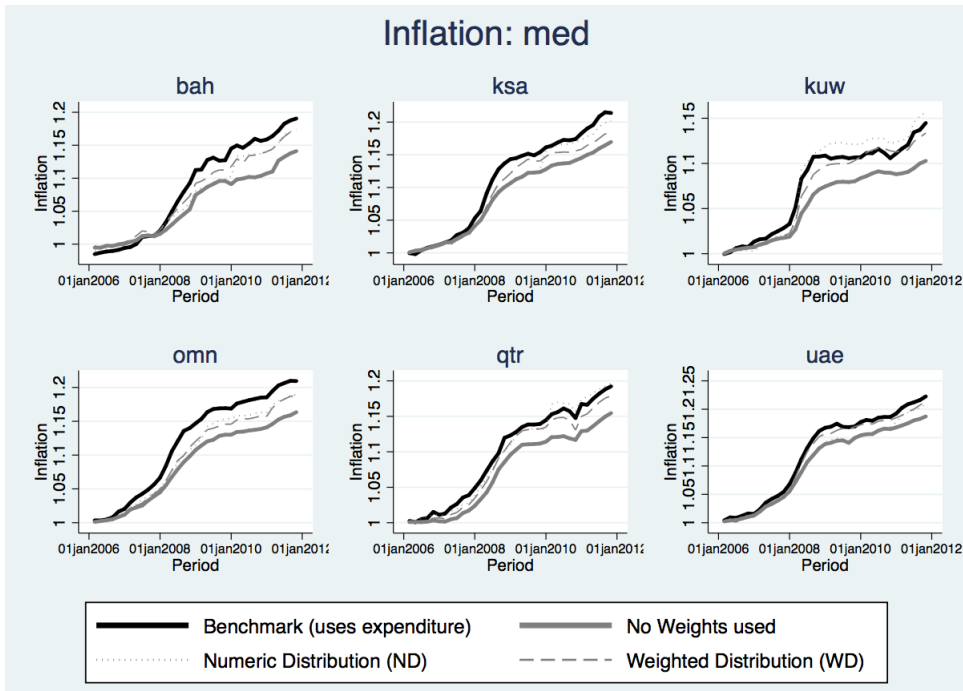 Inflation: med
bah
ksa
kuw
Inflation
1 1.05 1.1 1.15 1.2
01jan2006 01jan2008 01jan2010 01jan2012
Period
Inflation
1 1.05 1.1 1.15 1.2
01jan2006 01jan2008 01jan2010 01jan2012
Period
Inflation
1 1.05 1.1 1.15
01jan2006 01jan2008 01jan2010 01jan2012
Period
omn
qtr
uae
Inflation
1 1.05 1.1 1.15 1.2
01jan2006 01jan2008 01jan2010 01jan2012
Period
Inflation
1 1.05 1.1 1.15 1.2
01jan2006 01jan2008 01jan2010 01jan2012
Period
Inflation
1 1.05 1.1 1.15 1.2 1.25
01jan2006 01jan2008 01jan2010 01jan2012
Period
Benchmark (uses expenditure)
No Weights used
Numeric Distribution (ND)
Weighted Distribution (WD)